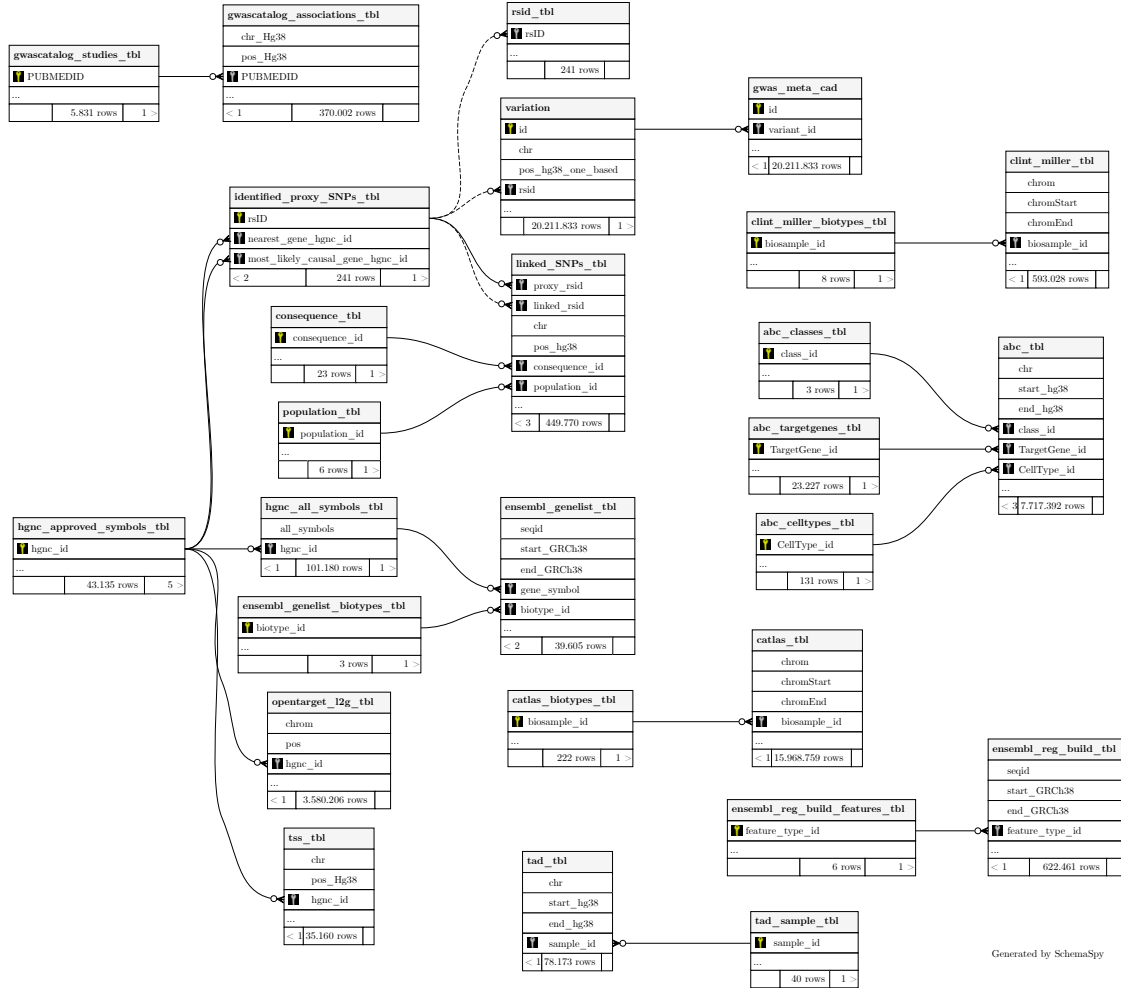 gwascatalog_studies_tbl
PUBMEDID
...
5.831 rows 1 >
gwascatalog_associations_tbl
chr_Hg38
pos_Hg38
PUBMEDID
...
< 1 370.002 rows
rsid_tbl
rsID
...
241 rows
variation
id
chr
pos_hg38_one_based
rsid
...
20.211.833 rows 1 >
gwas_meta_cad
id
variant_id
...
< 1 20.211.833 rows
clint_miller_tbl
chrom
chromStart
chromEnd
biosample_id
...
< 1 593.028 rows
clint_miller_biotypes_tbl
biosample_id
...
8 rows 1 >
identified_proxy_SNPs_tbl
rsID
nearest_gene_hgnc_id
most_likely_causal_gene_hgnc_id
< 2 241 rows 1 >
linked_SNPs_tbl
proxy_rsid
linked_rsid
chr
pos_hg38
consequence_id
population_id
...
< 3 449.770 rows
consequence_tbl
consequence_id
...
23 rows 1 >
population_tbl
population_id
...
6 rows 1 >
abc_classes_tbl
class_id
...
3 rows 1 >
abc_tbl
chr
start_hg38
end_hg38
class_id
TargetGene_id
CellType_id
...
< 3 7.717.392 rows
abc_targetgenes_tbl
TargetGene_id
...
23.227 rows 1 >
abc_celltypes_tbl
CellType_id
...
131 rows 1 >
hgnc_approved_symbols_tbl
hgnc_id
...
43.135 rows 5 >
hgnc_all_symbols_tbl
all_symbols
hgnc_id
< 1 101.180 rows 1 >
ensembl_genelist_tbl
seqid
start_GRCh38
end_GRCh38
gene_symbol
biotype_id
...
< 2 39.605 rows
ensembl_genelist_biotypes_tbl
biotype_id
...
3 rows 1 >
opentarget_l2g_tbl
chrom
pos
hgnc_id
...
< 1 3.580.206 rows
catlas_biotypes_tbl
biosample_id
...
222 rows 1 >
catlas_tbl
chrom
chromStart
chromEnd
biosample_id
...
< 1 15.968.759 rows
ensembl_reg_build_tbl
seqid
start_GRCh38
end_GRCh38
feature_type_id
...
< 1 622.461 rows
ensembl_reg_build_features_tbl
feature_type_id
...
6 rows 1 >
tss_tbl
chr
pos_Hg38
hgnc_id
...
< 1 35.160 rows
tad_tbl
chr
start_hg38
end_hg38
sample_id
< 1 78.173 rows
tad_sample_tbl
sample_id
...
40 rows 1 >
Generated by SchemaSpy